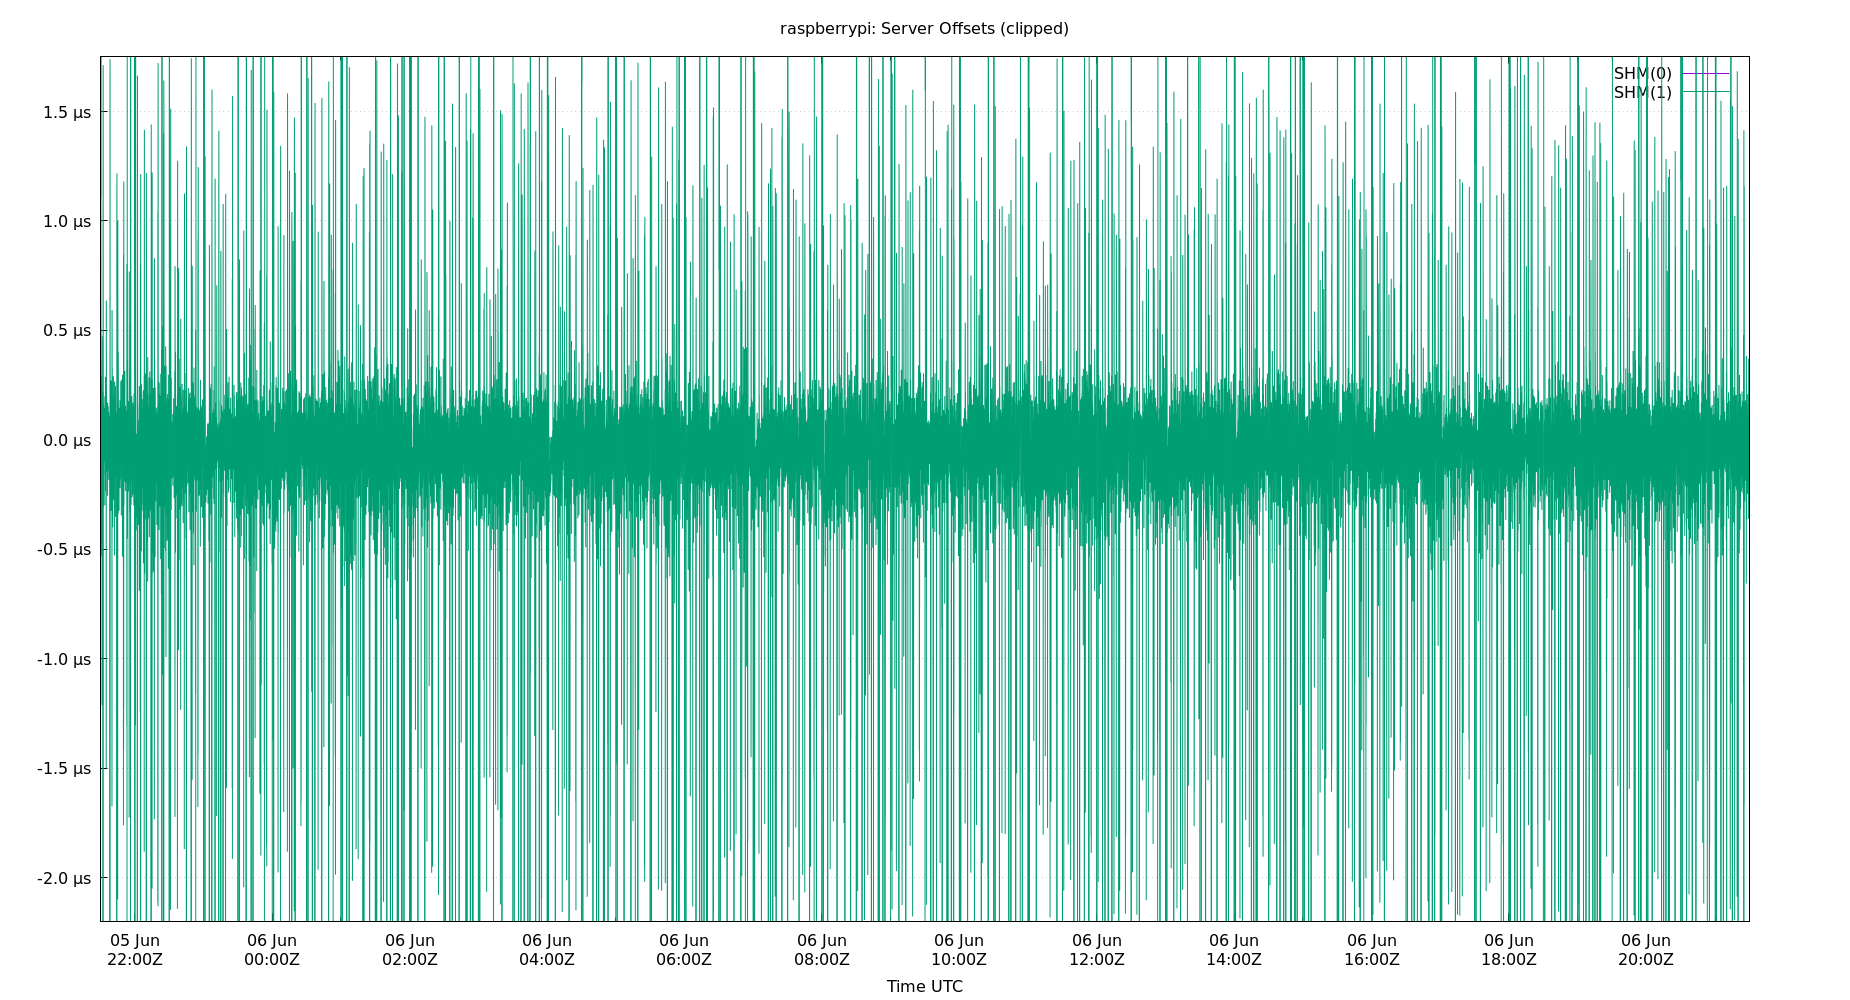 raspberrypi: Server Offsets (clipped)
SHM(0)
SHM(1)
1.5 µs
1.0 µs
0.5 µs
0.0 µs
-0.5 µs
-1.0 µs
-1.5 µs
-2.0 µs
05 Jun 06 Jun 06 Jun 06 Jun 06 Jun 06 Jun 06 Jun 06 Jun 06 Jun 06 Jun 06 Jun 06 Jun
22:00Z 00:00Z 02:00Z 04:00Z 06:00Z 08:00Z 10:00Z 12:00Z 14:00Z 16:00Z 18:00Z 20:00Z
Time UTC